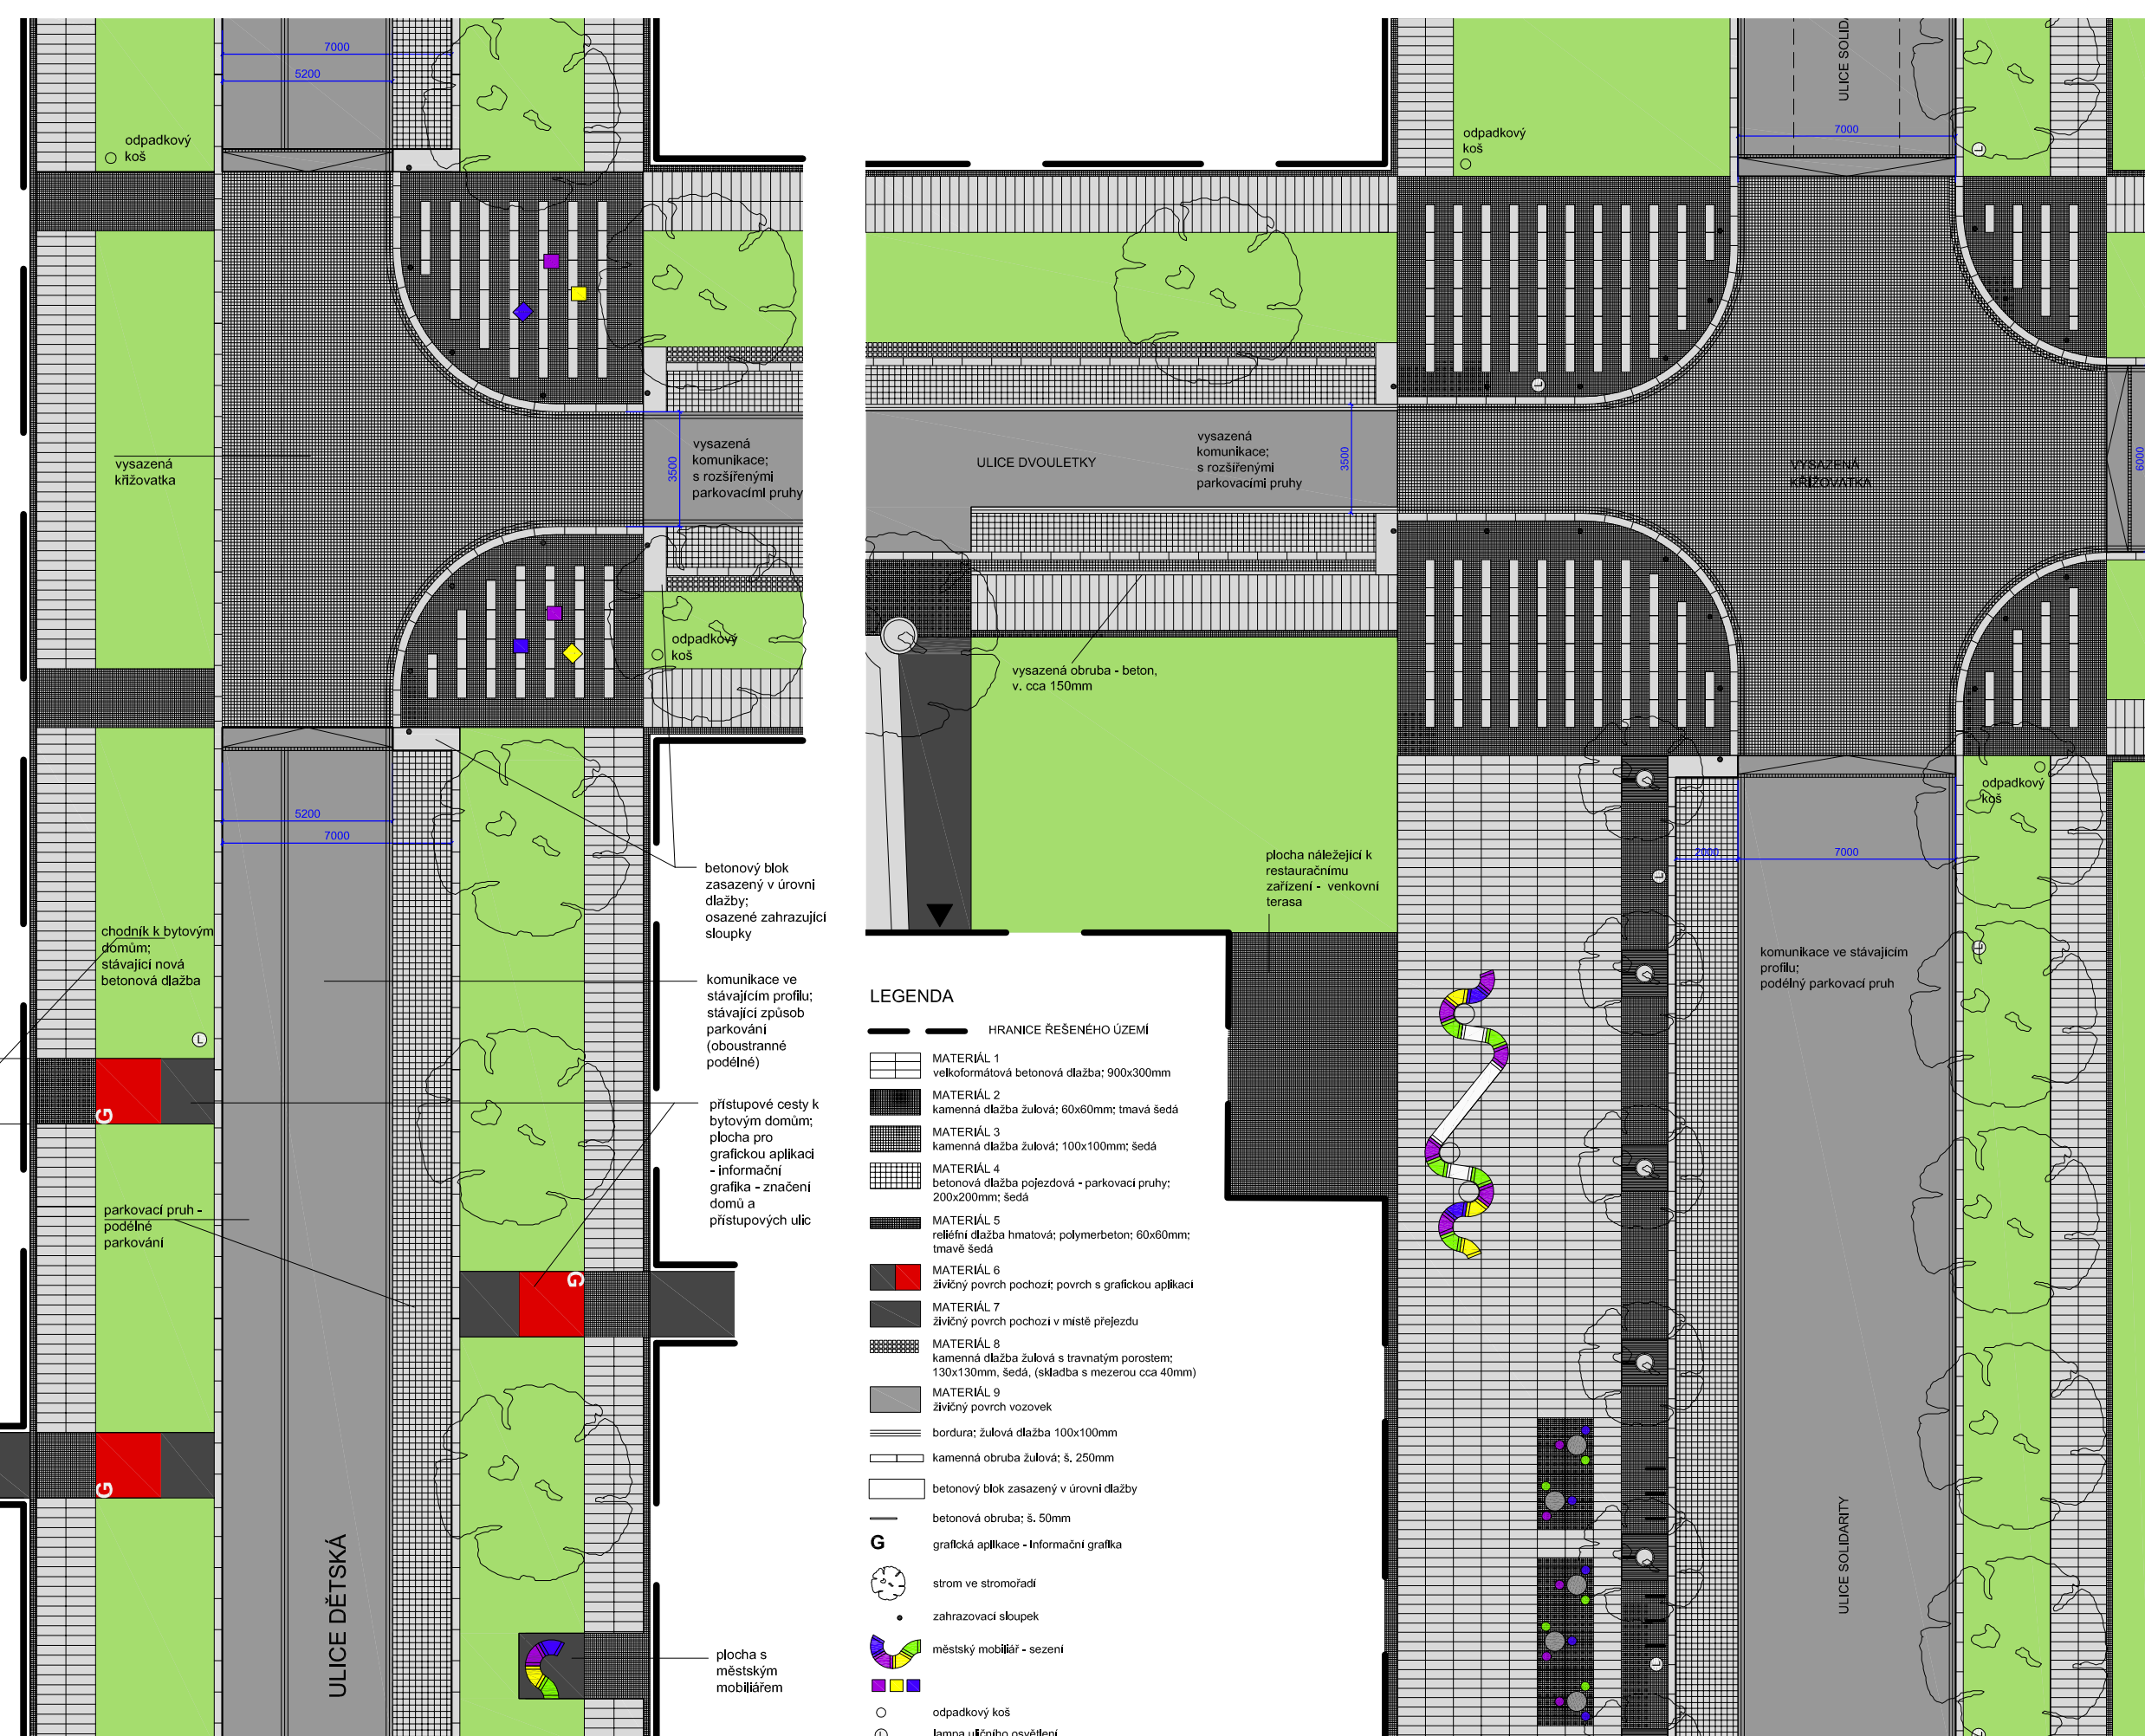 7000
5200
odpadkový
koš
vysazená
křižovatka
3500
vysazená
komunikace;
s rozšířenými
parkovacími pruhy
odpadkový
koš
5200
7000
betonový blok
zasazený v úrovni
dlažby;
osazené zahrazující
sloupky
chodník k bytovým
domům;
stávající nová
betonová dlažba
L
komunikace ve
stávajícím profilu;
stávající způsob
parkování
(oboustranné
podélné)
G
přístupové cesty k
bytovým domům;
plocha pro
grafickou aplikaci
- informační
grafika - značení
domů a
přístupových ulic
parkovací pruh -
podélné
parkování
G
G
ULICE DĚTSKÁ
plocha s
městským
mobiliářem
odpadkový
koš
ULICE SOLIDA
7000
L
L
ULICE DVOULETKY
vysazená
komunikace;
s rozšířenými
parkovacími pruhy
3500
VYSAZENÁ
KŘIŽOVATKA
6000
vysazená obruba - beton,
v. cca 150mm
odpadkový
koš
plocha náležející k
restauračnímu
zařízení - venkovní
terasa
2000
7000
L
L
komunikace ve stávajícím
profilu;
podélný parkovací pruh
LEGENDA
HRANICE ŘEŠENÉHO ÚZEMÍ
MATERIÁL 1
velkoformátová betonová dlažba; 900x300mm
MATERIÁL 2
kamenná dlažba žulová; 60x60mm; tmavá šedá
MATERIÁL 3
kamenná dlažba žulová; 100x100mm; šedá
MATERIÁL 4
betonová dlažba pojezdová - parkovací pruhy;
200x200mm; šedá
MATERIÁL 5
reliéfní dlažba hmatová; polymerbeton; 60x60mm;
tmavě šedá
MATERIÁL 6
živičný povrch pochozí; povrch s grafickou aplikací
MATERIÁL 7
živičný povrch pochozí v místě přejezdu
MATERIÁL 8
kamenná dlažba žulová s travnatým porostem;
130x130mm, šedá, (skladba s mezerou cca 40mm)
MATERIÁL 9
živičný povrch vozovek
bordura; žulová dlažba 100x100mm
kamenná obruba žulová; š. 250mm
betonový blok zasazený v úrovni dlažby
betonová obruba; š. 50mm
G grafická aplikace - informační grafika
strom ve stromořadí
zahrazovací sloupek
městský mobiliář - sezení
odpadkový koš
L lampa uličního osvětlení
ULICE SOLIDARITY
L
L